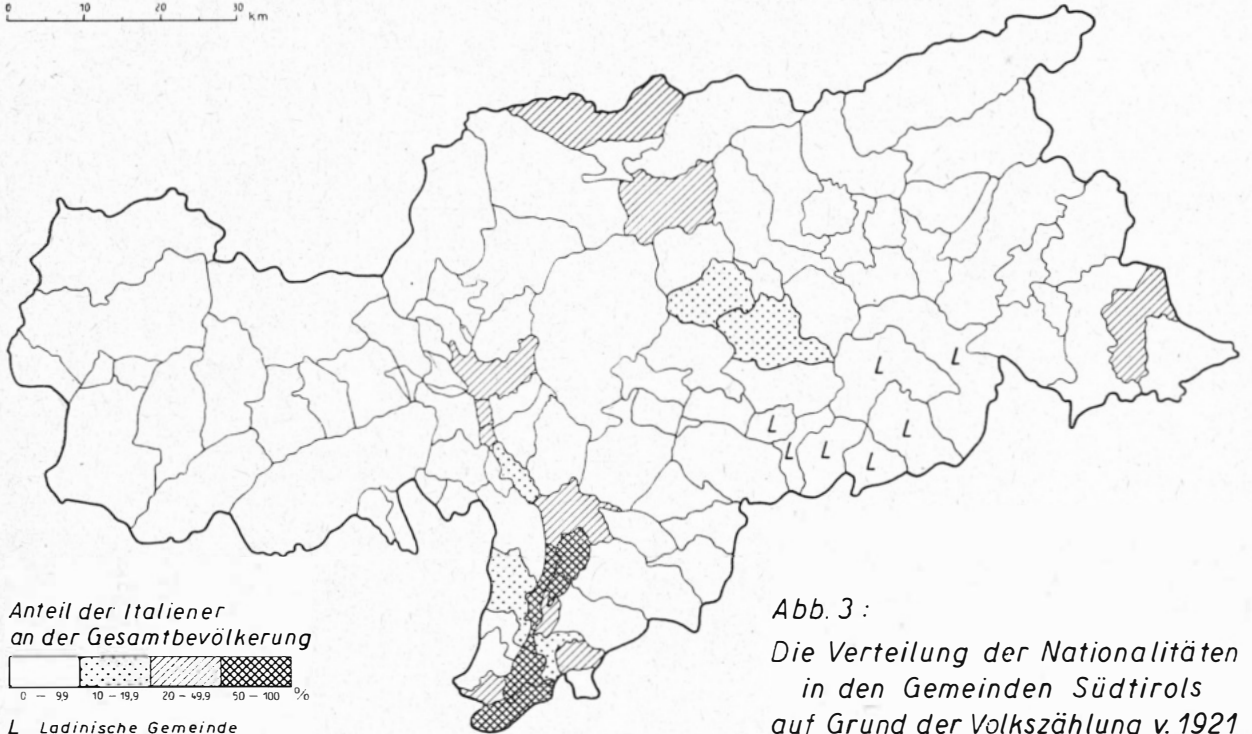 0 10 20 30 km
L
L
L
L
L
L
L
Anteil der Italiener
an der Gesamtbevölkerung
0 — 9,9 10 — 19,9 20 — 49,9 50 — 100 %
L Ladinische Gemeinde
Abb. 3 :
Die Verteilung der Nationalitäten
in den Gemeinden Südtirols
auf Grund der Volkszählung v. 1921